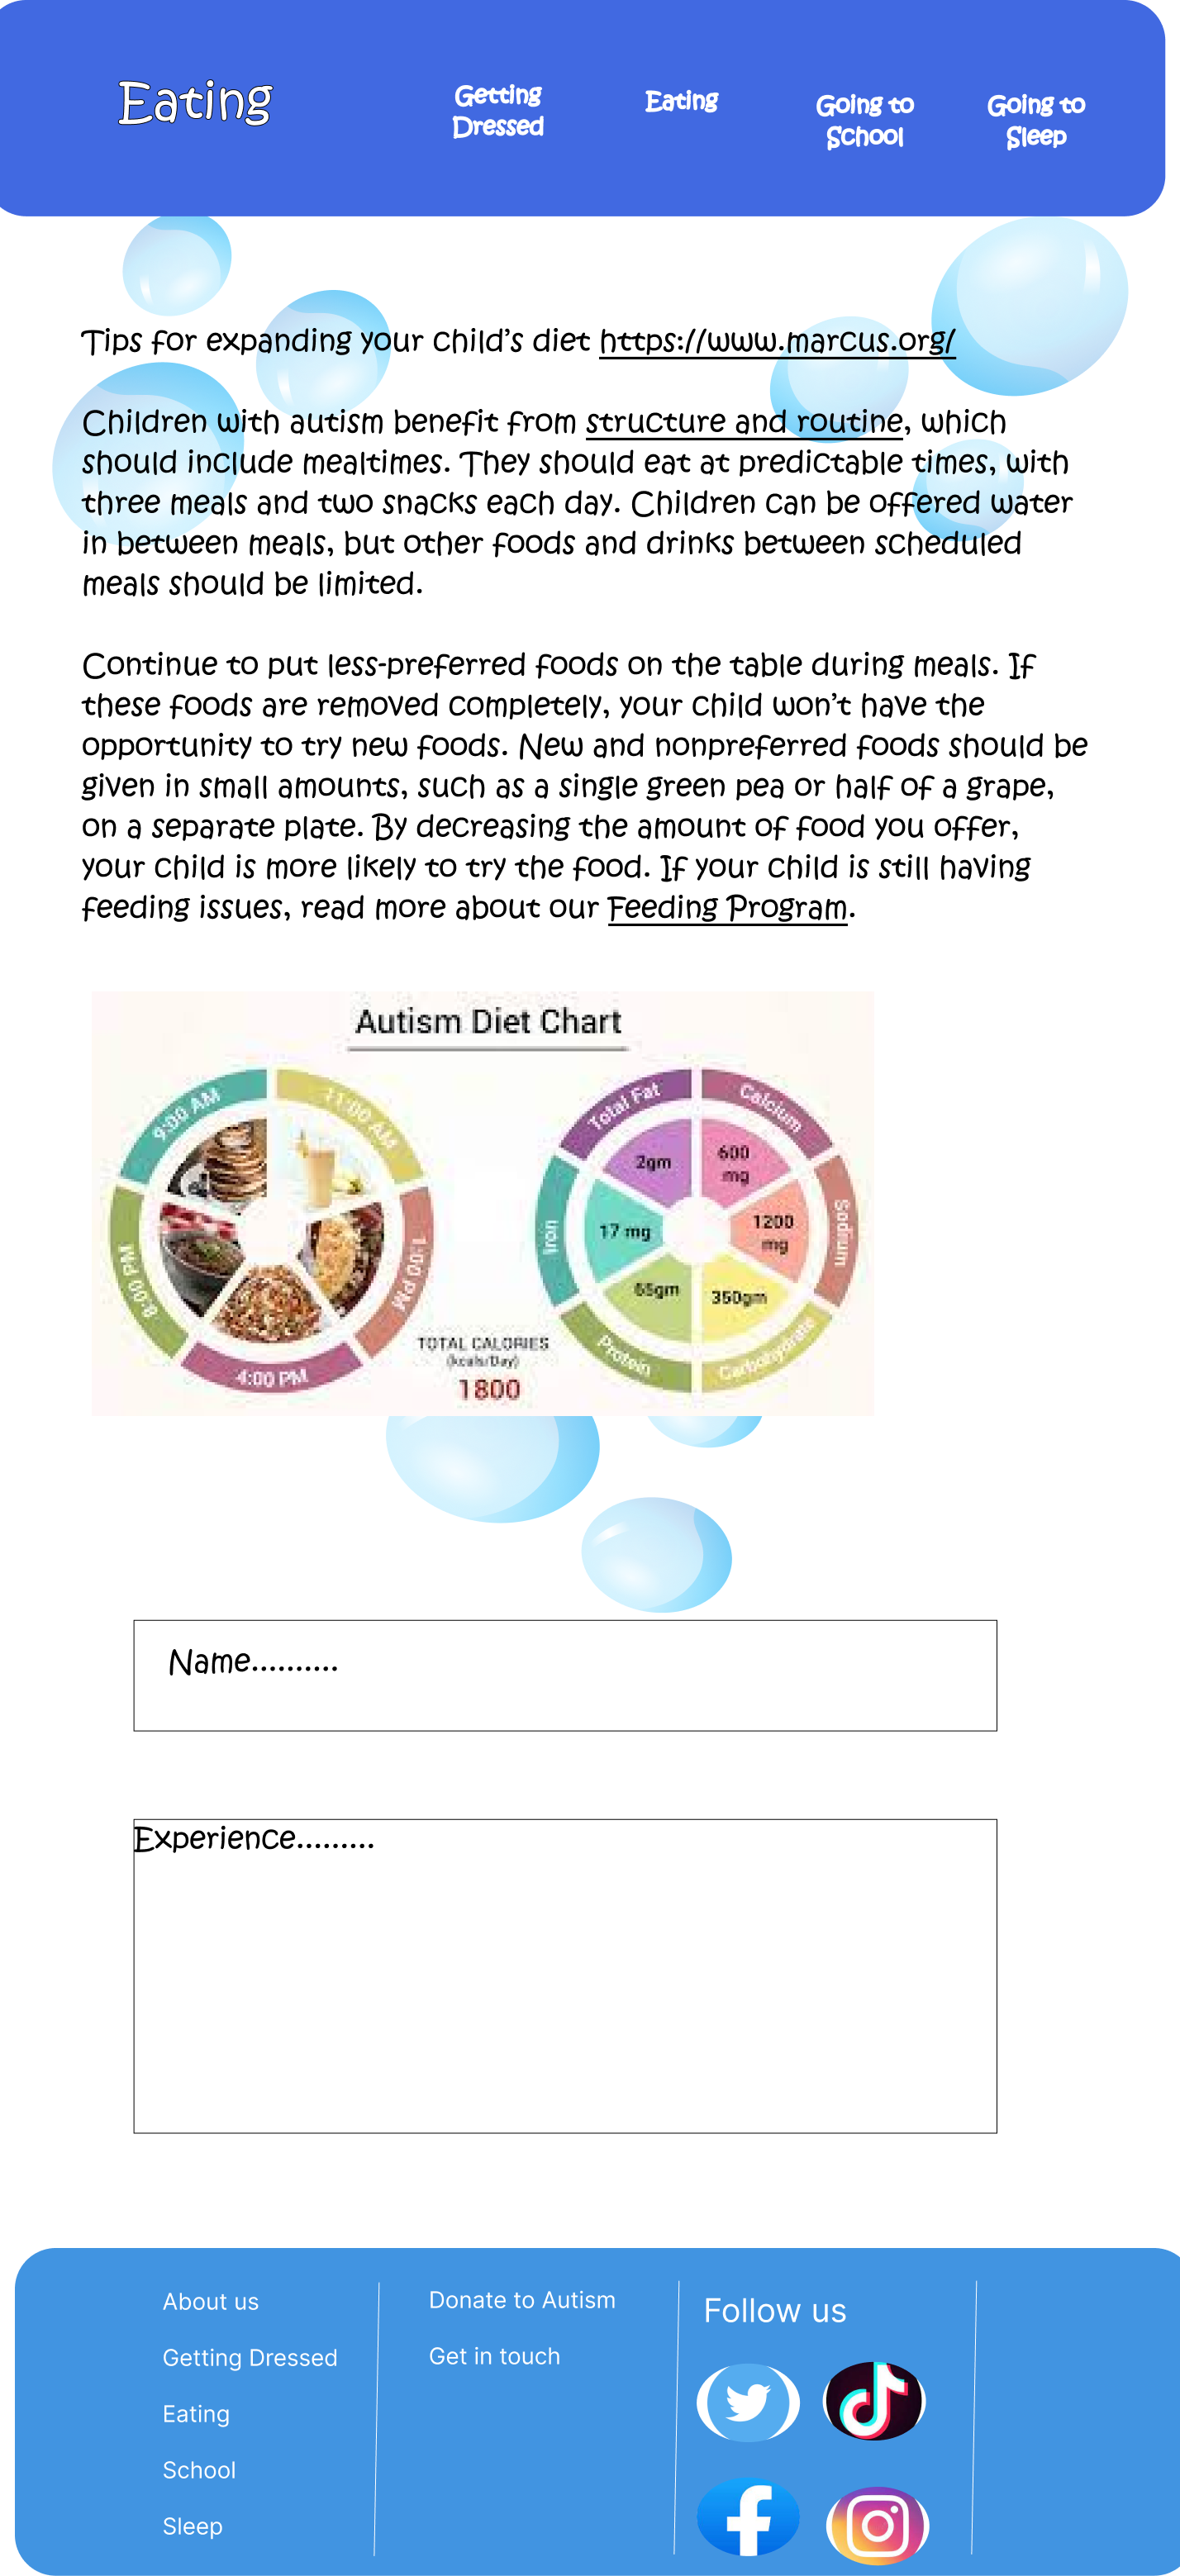 Eating
Getting
Dressed
Eating
Going to
School
Going to
Sleep
Tips for expanding your child’s diet https://www.marcus.org/
Children with autism benefit from structure and routine, which
should include mealtimes. They should eat at predictable times, with
three meals and two snacks each day. Children can be offered water
in between meals, but other foods and drinks between scheduled
meals should be limited.
Continue to put less-preferred foods on the table during meals. If
these foods are removed completely, your child won’t have the
opportunity to try new foods. New and nonpreferred foods should be
given in small amounts, such as a single green pea or half of a grape,
on a separate plate. By decreasing the amount of food you offer,
your child is more likely to try the food. If your child is still having
feeding issues, read more about our Feeding Program.
Autism Diet Chart
9:00 AM
11:00 AM
1:00 PM
4:00 PM
8:00 PM
TOTAL CALORIES
(kcals/Day)
1800
Total Fat
2gm
Calcium
600
mg
Sodium
1200
mg
Carbohydrate
350gm
Protein
65gm
Iron
17 mg
Name..........
Experience.........
About us
Getting Dressed
Eating
School
Sleep
Donate to Autism
Get in touch
Follow us